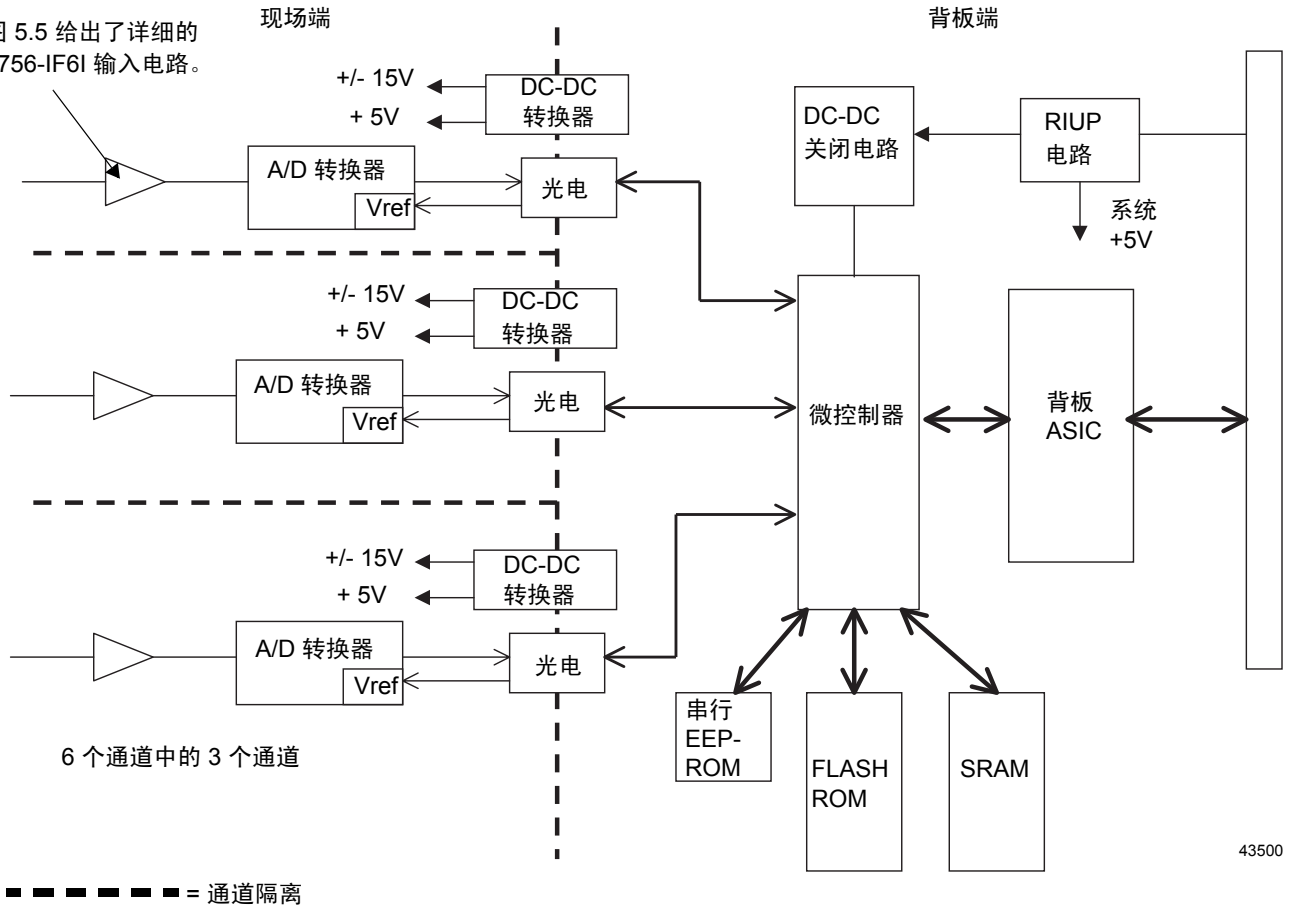 图 5.5 给出了详细的
756-IF6I 输入电路。
现场端
背板端
+/- 15V
+ 5V
DC-DC
转换器
A/D 转换器
Vref
光电
DC-DC
关闭电路
RIUP
电路
系统
+5V
+/- 15V
+ 5V
DC-DC
转换器
A/D 转换器
Vref
光电
微控制器
背板
ASIC
+/- 15V
+ 5V
DC-DC
转换器
A/D 转换器
Vref
光电
6 个通道中的 3 个通道
串行
EEP-
ROM
FLASH
ROM
SRAM
43500
= 通道隔离